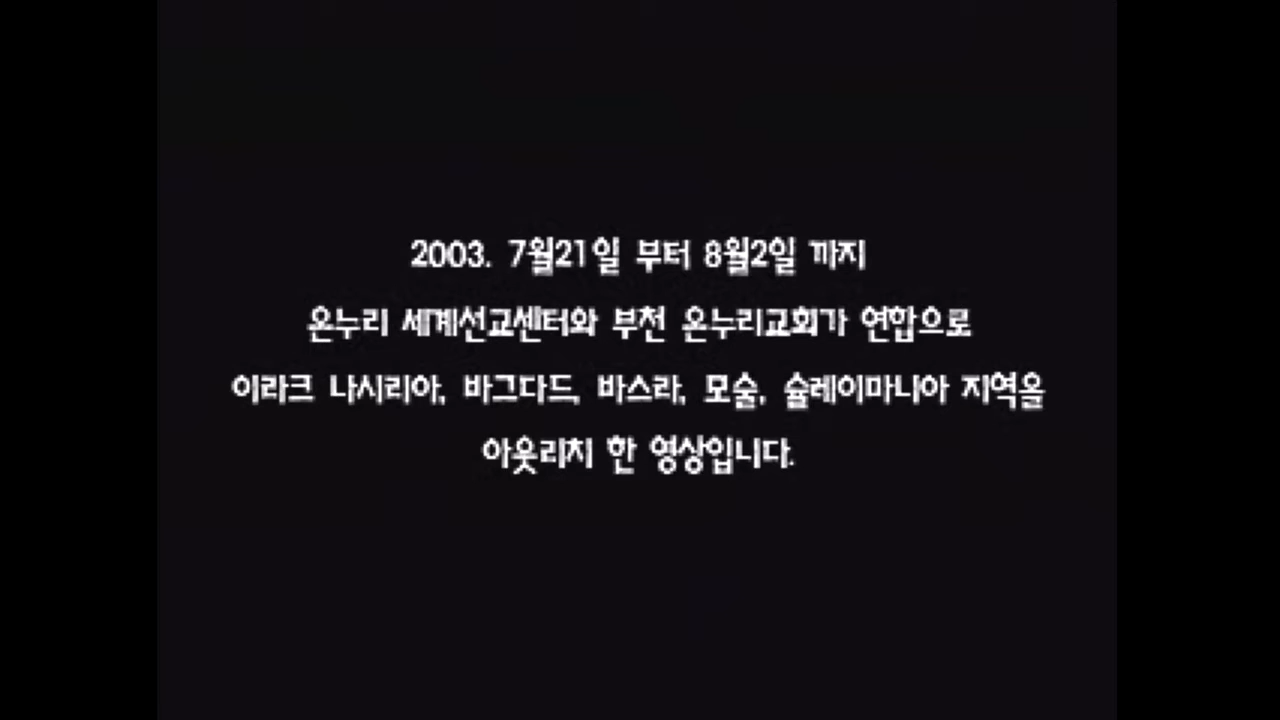 2003. 7월21일 부터 8월2일 까지
온누리 세계선교센터와 부천 온누리교회가 연합으로
이라크 나시리아, 바그다드, 바스라, 모술, 슐레이마니아 지역을
아웃리치 한 영상입니다.